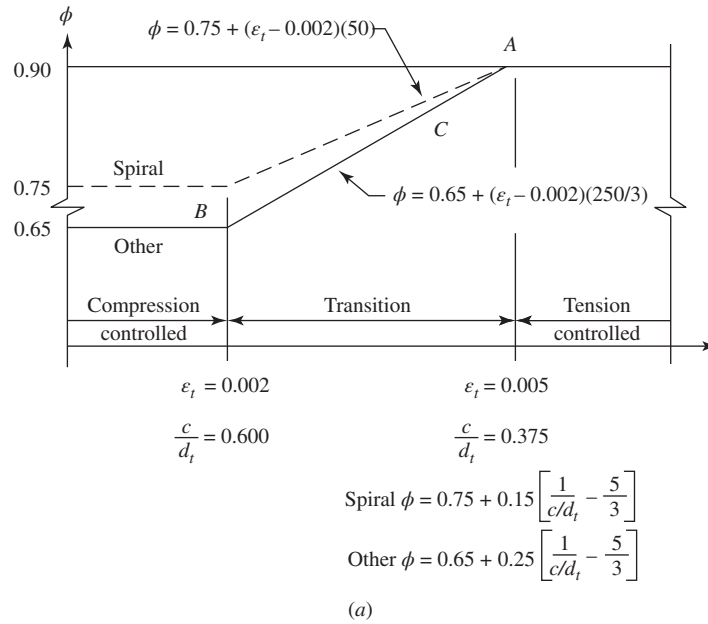 ϕ
ϕ = 0.75 + (εt – 0.002)(50)
A
0.90
C
Spiral
0.75
ϕ = 0.65 + (εt – 0.002)(250/3)
B
0.65
Other
Compression
controlled
Transition
Tension
controlled
εt = 0.002
εt = 0.005
c/dt = 0.600
c/dt = 0.375
Spiral ϕ = 0.75 + 0.15 [1/(c/dt) – 5/3]
Other ϕ = 0.65 + 0.25 [1/(c/dt) – 5/3]
(a)